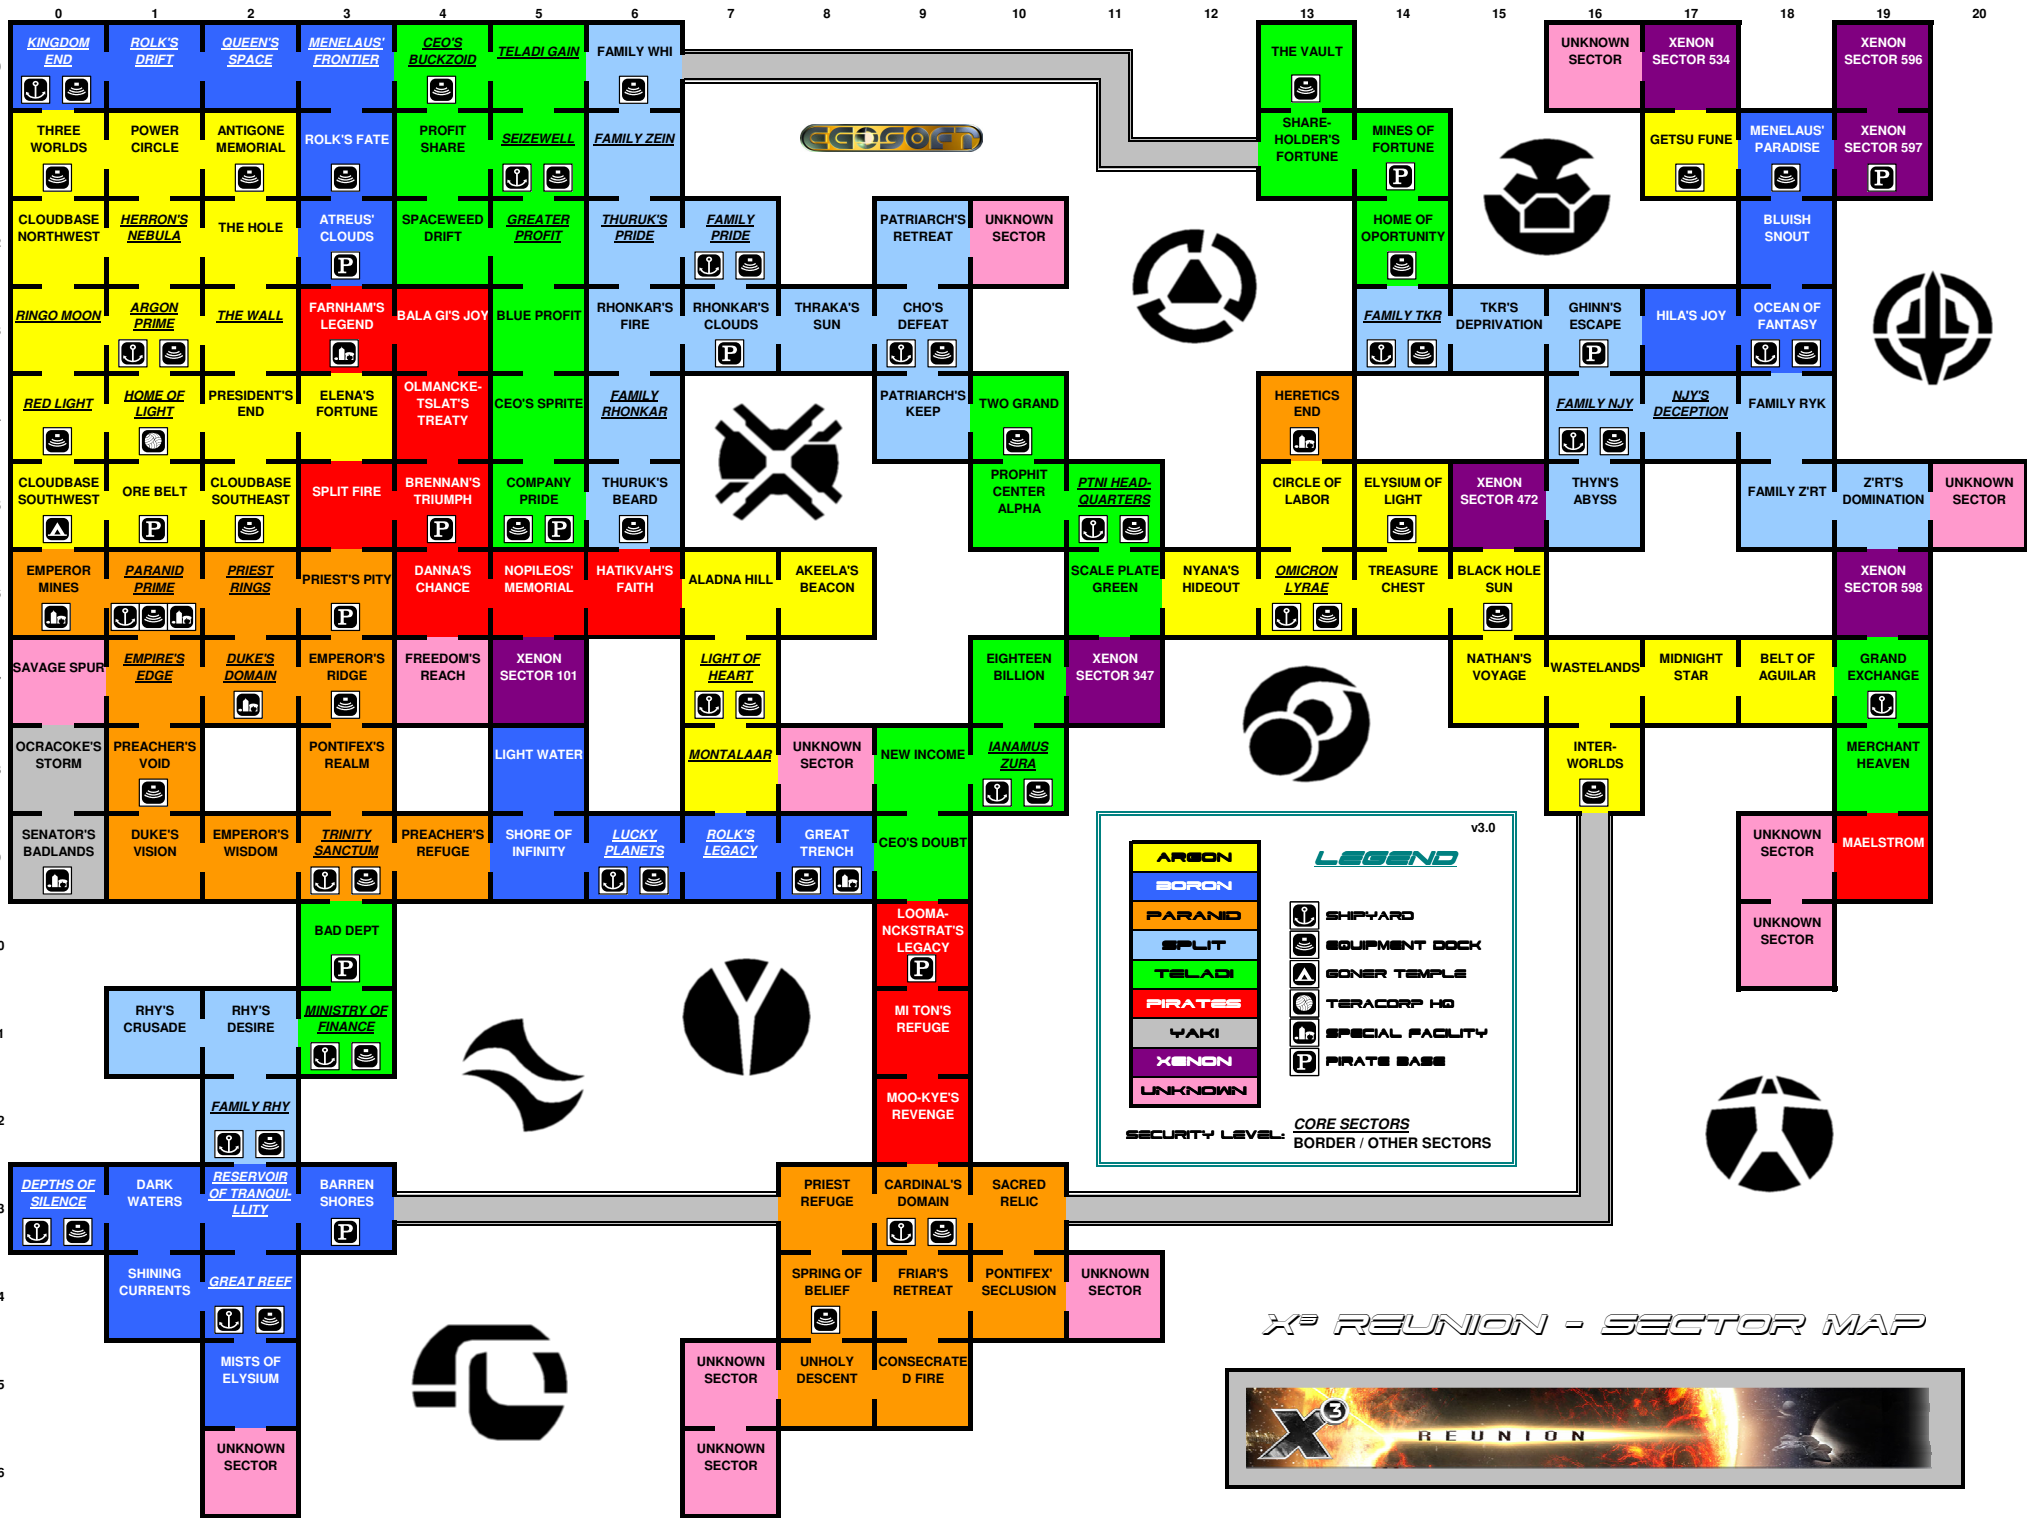 0 1 2 3 4 5 6 7 8 9 10 11 12 13 14 15 16 17 18 19 20
KINGDOM
END
ROLK'S
DRIFT
QUEEN'S
SPACE
MENELAUS'
FRONTIER
CEO'S
BUCKZOID
TELADI GAIN
FAMILY WHI
THE VAULT
UNKNOWN
SECTOR
XENON
SECTOR 534
XENON
SECTOR 596
THREE
WORLDS
POWER
CIRCLE
ANTIGONE
MEMORIAL
ROLK'S FATE
PROFIT
SHARE
SEIZEWELL
FAMILY ZEIN
EGOSOFT
SHARE-
HOLDER'S
FORTUNE
MINES OF
FORTUNE
P
GETSU FUNE
MENELAUS'
PARADISE
XENON
SECTOR 597
P
CLOUDBASE
NORTHWEST
HERRON'S
NEBULA
THE HOLE
ATREUS'
CLOUDS
P
SPACEWEED
DRIFT
GREATER
PROFIT
THURUK'S
PRIDE
FAMILY
PRIDE
PATRIARCH'S
RETREAT
UNKNOWN
SECTOR
HOME OF
OPORTUNITY
BLUISH
SNOUT
RINGO MOON
ARGON
PRIME
THE WALL
FARNHAM'S
LEGEND
BALA GI'S JOY
BLUE PROFIT
RHONKAR'S
FIRE
RHONKAR'S
CLOUDS
P
THRAKA'S
SUN
CHO'S
DEFEAT
FAMILY TKR
TKR'S
DEPRIVATION
GHINN'S
ESCAPE
P
HILA'S JOY
OCEAN OF
FANTASY
RED LIGHT
HOME OF
LIGHT
PRESIDENT'S
END
ELENA'S
FORTUNE
OLMANCKE-
TSLAT'S
TREATY
CEO'S SPRITE
FAMILY
RHONKAR
PATRIARCH'S
KEEP
TWO GRAND
HERETICS
END
FAMILY NJY
NJY'S
DECEPTION
FAMILY RYK
CLOUDBASE
SOUTHWEST
ORE BELT
P
CLOUDBASE
SOUTHEAST
SPLIT FIRE
BRENNAN'S
TRIUMPH
P
COMPANY
PRIDE
P
THURUK'S
BEARD
PROPHIT
CENTER
ALPHA
PTNI HEAD-
QUARTERS
CIRCLE OF
LABOR
ELYSIUM OF
LIGHT
XENON
SECTOR 472
THYN'S
ABYSS
FAMILY Z'RT
Z'RT'S
DOMINATION
UNKNOWN
SECTOR
EMPEROR
MINES
PARANID
PRIME
PRIEST
RINGS
PRIEST'S PITY
P
DANNA'S
CHANCE
NOPILEOS'
MEMORIAL
HATIKVAH'S
FAITH
ALADNA HILL
AKEELA'S
BEACON
SCALE PLATE
GREEN
NYANA'S
HIDEOUT
OMICRON
LYRAE
TREASURE
CHEST
BLACK HOLE
SUN
XENON
SECTOR 598
SAVAGE SPUR
EMPIRE'S
EDGE
DUKE'S
DOMAIN
EMPEROR'S
RIDGE
FREEDOM'S
REACH
XENON
SECTOR 101
LIGHT OF
HEART
EIGHTEEN
BILLION
XENON
SECTOR 347
NATHAN'S
VOYAGE
WASTELANDS
MIDNIGHT
STAR
BELT OF
AGUILAR
GRAND
EXCHANGE
OCRACOKE'S
STORM
PREACHER'S
VOID
PONTIFEX'S
REALM
LIGHT WATER
MONTALAAR
UNKNOWN
SECTOR
NEW INCOME
IANAMUS
ZURA
INTER-
WORLDS
MERCHANT
HEAVEN
SENATOR'S
BADLANDS
DUKE'S
VISION
EMPEROR'S
WISDOM
TRINITY
SANCTUM
PREACHER'S
REFUGE
SHORE OF
INFINITY
LUCKY
PLANETS
ROLK'S
LEGACY
GREAT
TRENCH
CEO'S DOUBT
UNKNOWN
SECTOR
MAELSTROM
v3.0
LEGEND
ARGON
BORON
PARANID
SPLIT
TELADI
PIRATES
YAKI
XENON
UNKNOWN
SHIPYARD
EQUIPMENT DOCK
GONER TEMPLE
TERACORP HQ
SPECIAL FACILITY
P PIRATE BASE
SECURITY LEVEL: CORE SECTORS
BORDER / OTHER SECTORS
0
BAD DEPT
P
LOOMA-
NCKSTRAT'S
LEGACY
P
UNKNOWN
SECTOR
1
RHY'S
CRUSADE
RHY'S
DESIRE
MINISTRY OF
FINANCE
MI TON'S
REFUGE
2
FAMILY RHY
MOO-KYE'S
REVENGE
3
DEPTHS OF
SILENCE
DARK
WATERS
RESERVOIR
OF TRANQUI-
LLITY
BARREN
SHORES
P
PRIEST
REFUGE
CARDINAL'S
DOMAIN
SACRED
RELIC
4
SHINING
CURRENTS
GREAT REEF
SPRING OF
BELIEF
FRIAR'S
RETREAT
PONTIFEX'
SECLUSION
UNKNOWN
SECTOR
5
MISTS OF
ELYSIUM
UNKNOWN
SECTOR
UNHOLY
DESCENT
CONSECRATE
D FIRE
6
UNKNOWN
SECTOR
UNKNOWN
SECTOR
X³ REUNION - SECTOR MAP
X3 REUNION